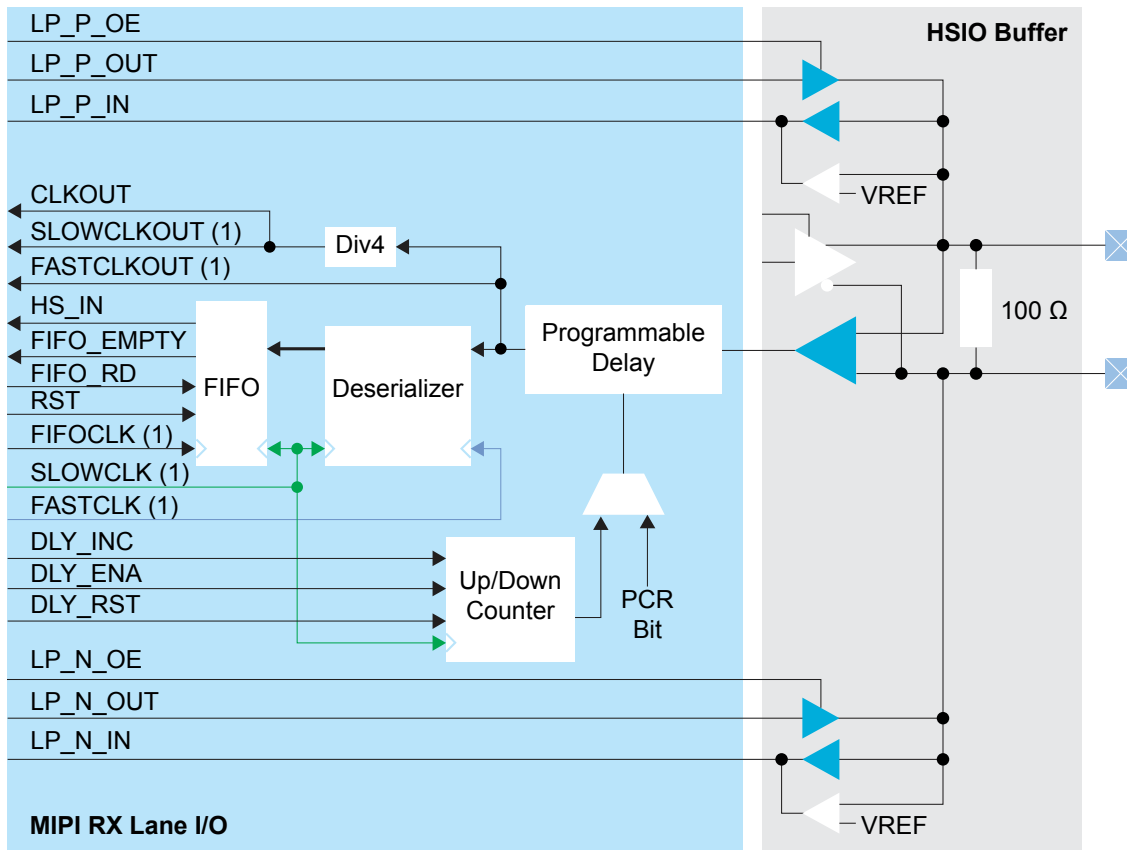 LP_P_OE
HSIO Buffer
LP_P_OUT
LP_P_IN
VREF
CLKOUT
SLOWCLKOUT (1)
Div4
FASTCLKOUT (1)
HS_IN
FIFO_EMPTY
FIFO_RD
RST
FIFOCLK (1)
SLOWCLK (1)
FASTCLK (1)
FIFO
Deserializer
Programmable
Delay
100 Ω
DLY_INC
DLY_ENA
DLY_RST
Up/Down
Counter
PCR
Bit
LP_N_OE
LP_N_OUT
LP_N_IN
VREF
MIPI RX Lane I/O